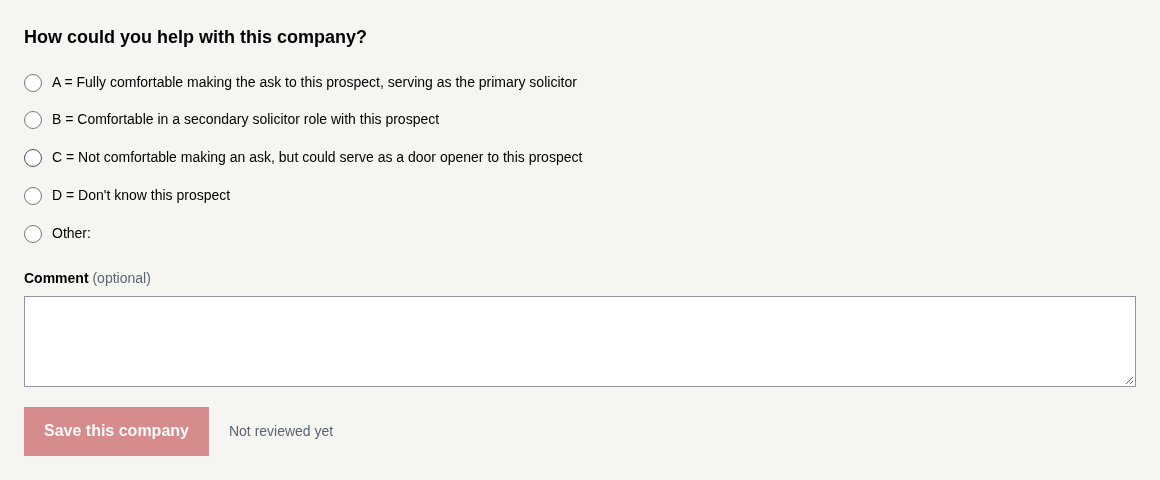 How could you help with this company?
A = Fully comfortable making the ask to this prospect, serving as the primary solicitor
B = Comfortable in a secondary solicitor role with this prospect
C = Not comfortable making an ask, but could serve as a door opener to this prospect
D = Don't know this prospect
Other:
Comment (optional)
Save this company
Not reviewed yet